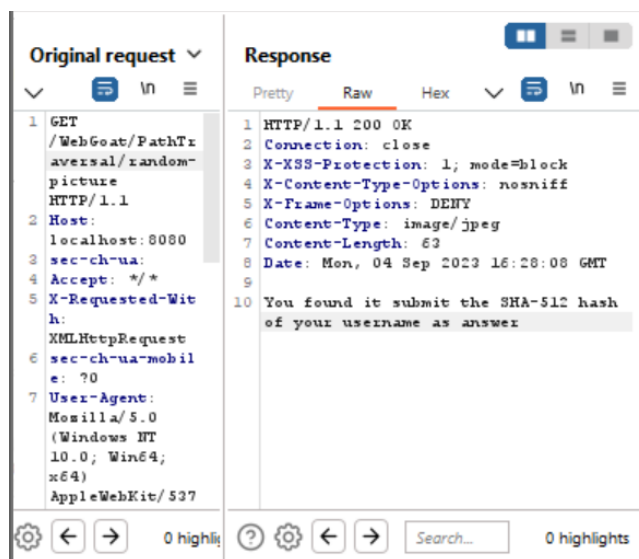 Original request
\n
1 GET
/WebGoat/PathTr
aversal/random-
picture
HTTP/1.1
2 Host:
localhost:8080
3 sec-ch-ua:
4 Accept: */*
5 X-Requested-Wit
h:
XMLHttpRequest
6 sec-ch-ua-mobil
e: ?0
7 User-Agent:
Mozilla/5.0
(Windows NT
10.0; Win64;
x64)
AppleWebKit/537
0 highlig
Response
Pretty Raw Hex \n
1 HTTP/1.1 200 OK
2 Connection: close
3 X-XSS-Protection: 1; mode=block
4 X-Content-Type-Options: nosniff
5 X-Frame-Options: DENY
6 Content-Type: image/jpeg
7 Content-Length: 63
8 Date: Mon, 04 Sep 2023 16:28:08 GMT
9
10 You found it submit the SHA-512 hash
of your username as answer
Search... 0 highlights